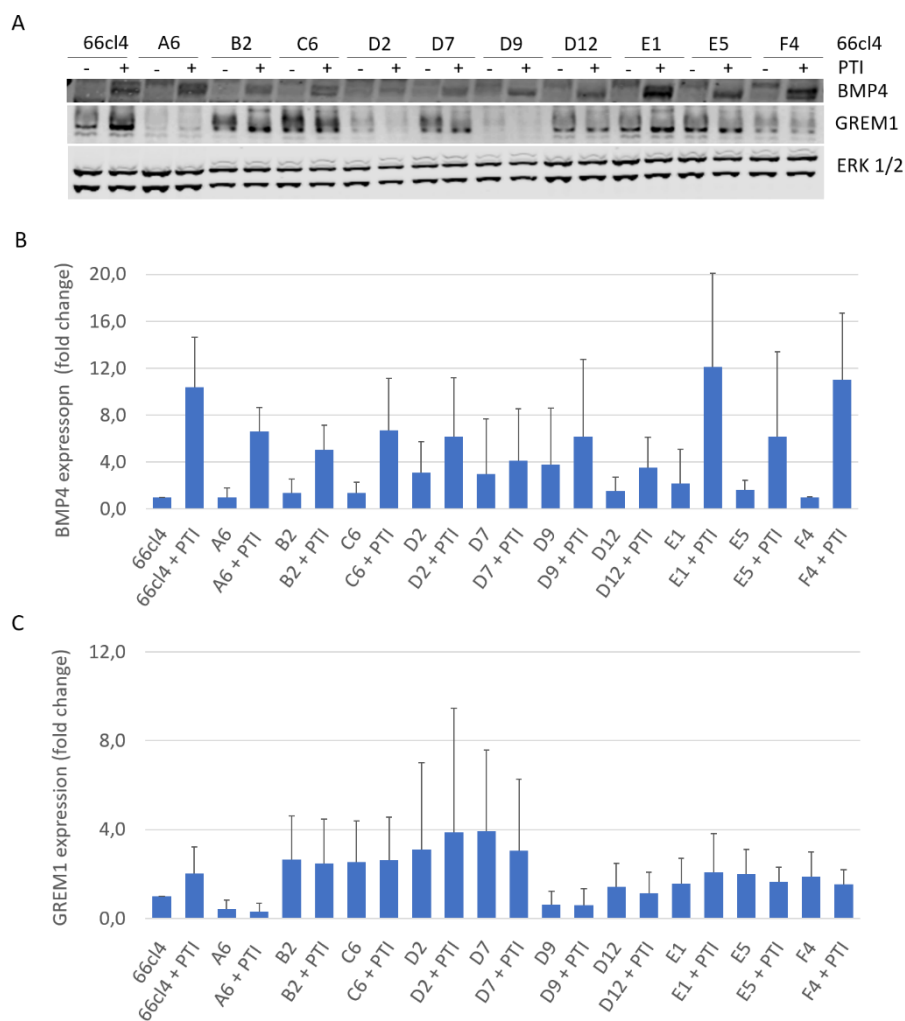 A
66cl4 A6 B2 C6 D2 D7 D9 D12 E1 E5 F4 66cl4
- + - + - + - + - + - + - + - + - + - + - + PTI
BMP4
GREM1
ERK 1/2
B
BMP4 expressopn (fold change)
20,0
16,0
12,0
8,0
4,0
0,0
66cl4
66cl4 + PTI
A6
A6 + PTI
B2
B2 + PTI
C6
C6 + PTI
D2
D2 + PTI
D7
D7 + PTI
D9
D9 + PTI
D12
D12 + PTI
E1
E1 + PTI
E5
E5 + PTI
F4
F4 + PTI
C
GREM1 expression (fold change)
12,0
8,0
4,0
0,0
66cl4
66cl4 + PTI
A6
A6 + PTI
B2
B2 + PTI
C6
C6 + PTI
D2
D2 + PTI
D7
D7 + PTI
D9
D9 + PTI
D12
D12 + PTI
E1
E1 + PTI
E5
E5 + PTI
F4
F4 + PTI